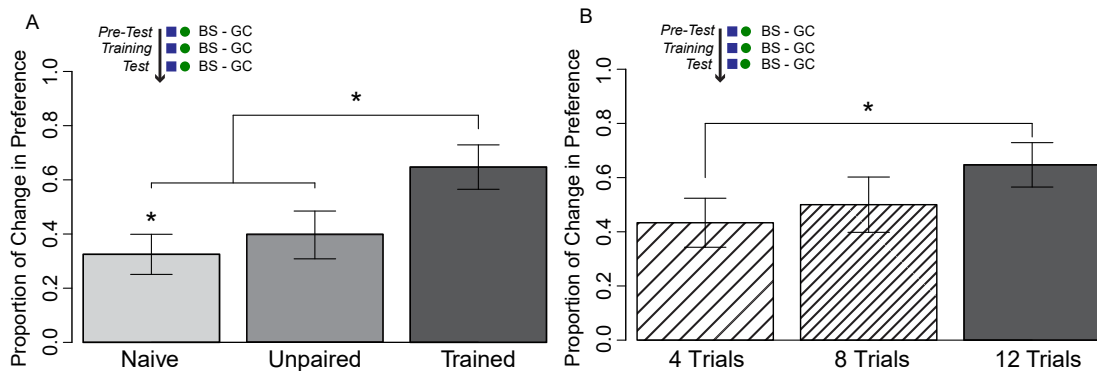 A
Pre-Test BS - GC
Training BS - GC
Test BS - GC
Proportion of Change in Preference
1.0
0.8
0.6
0.4
0.2
0.0
*
*
Naive Unpaired Trained
B
Pre-Test BS - GC
Training BS - GC
Test BS - GC
Proportion of Change in Preference
1.0
0.8
0.6
0.4
0.2
0.0
*
4 Trials 8 Trials 12 Trials